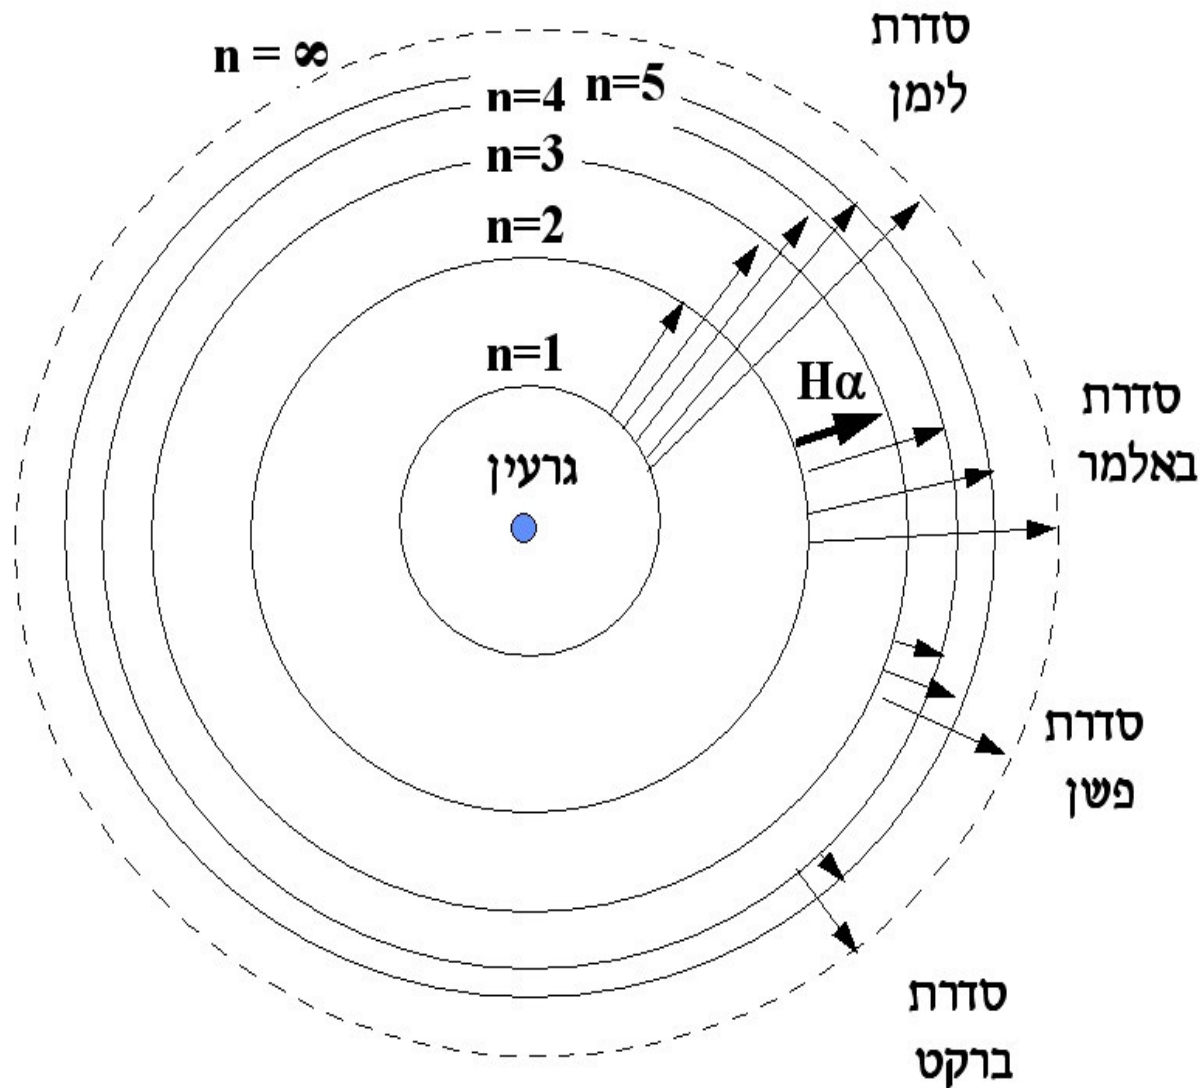 סדרת
לימן
n = ∞
n=5
n=4
n=3
n=2
n=1
גרעין
Hα
סדרת
באלמר
סדרת
פשן
סדרת
ברקט